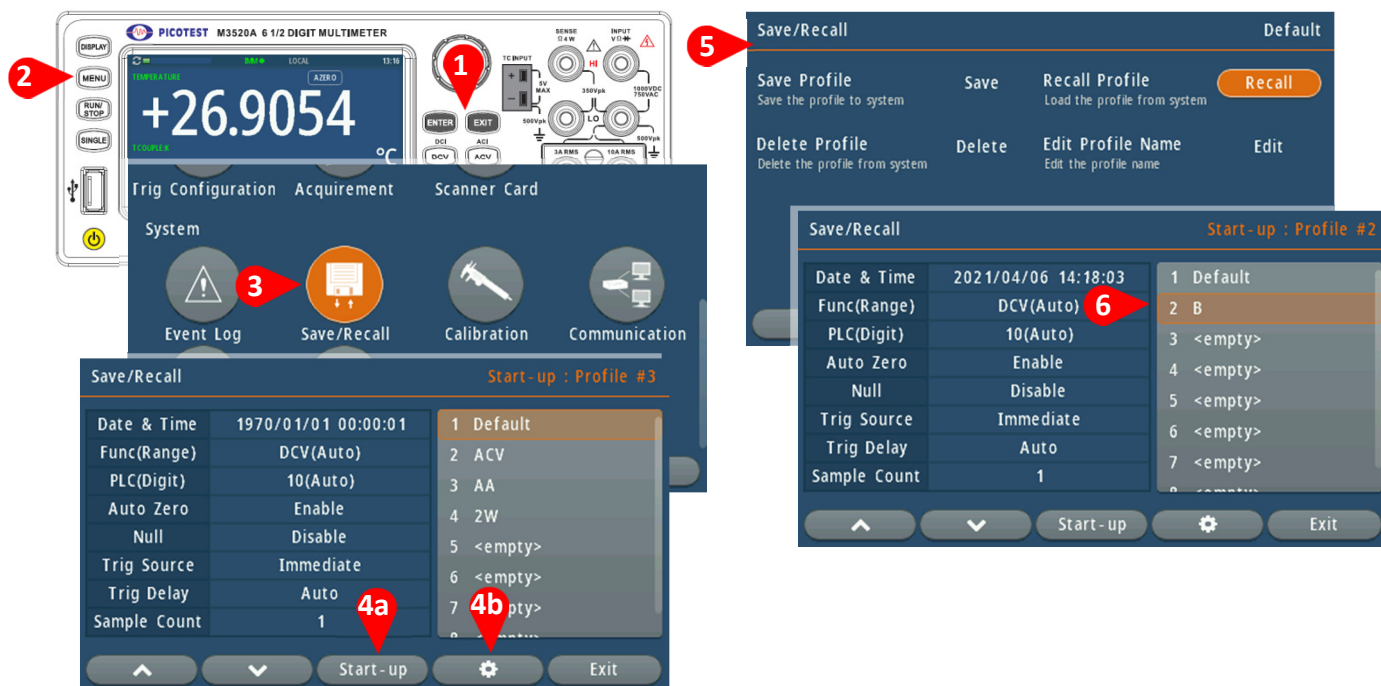 PICOTEST M3520A 6 1/2 DIGIT MULTIMETER
DISPLAY
MENU
RUN/
STOP
SINGLE
2
LOCAL
13:16
TEMPERATURE
AZERO
+26.9054
TCOUPLE:K
°C
1
ENTER
EXIT
DCI
ACI
DCV
ACV
TC INPUT
5V
MAX
SENSE
Ω 4 W
INPUT
HI
350Vpk
1000VDC
750VAC
500Vpk
LO
500Vpk
3A RMS
10A RMS
Trig Configuration Acquirement Scanner Card
System
3
Event Log Save/Recall Calibration Communication
Save/Recall Start-up : Profile #3
Date & Time 1970/01/01 00:00:01
Func(Range) DCV(Auto)
PLC(Digit) 10(Auto)
Auto Zero Enable
Null Disable
Trig Source Immediate
Trig Delay Auto
Sample Count 1
1 Default
2 ACV
3 AA
4 2W
5 <empty>
6 <empty>
7 pty>
4a
4b
Start-up Exit
5
Save/Recall Default
Save Profile Save
Save the profile to system
Recall Profile Recall
Load the profile from system
Delete Profile Delete
Delete the profile from system
Edit Profile Name Edit
Edit the profile name
Save/Recall Start-up : Profile #2
Date & Time 2021/04/06 14:18:03
Func(Range) DCV(Auto)
PLC(Digit) 10(Auto)
Auto Zero Enable
Null Disable
Trig Source Immediate
Trig Delay Auto
Sample Count 1
6
1 Default
2 B
3 <empty>
4 <empty>
5 <empty>
6 <empty>
7 <empty>
Start-up Exit